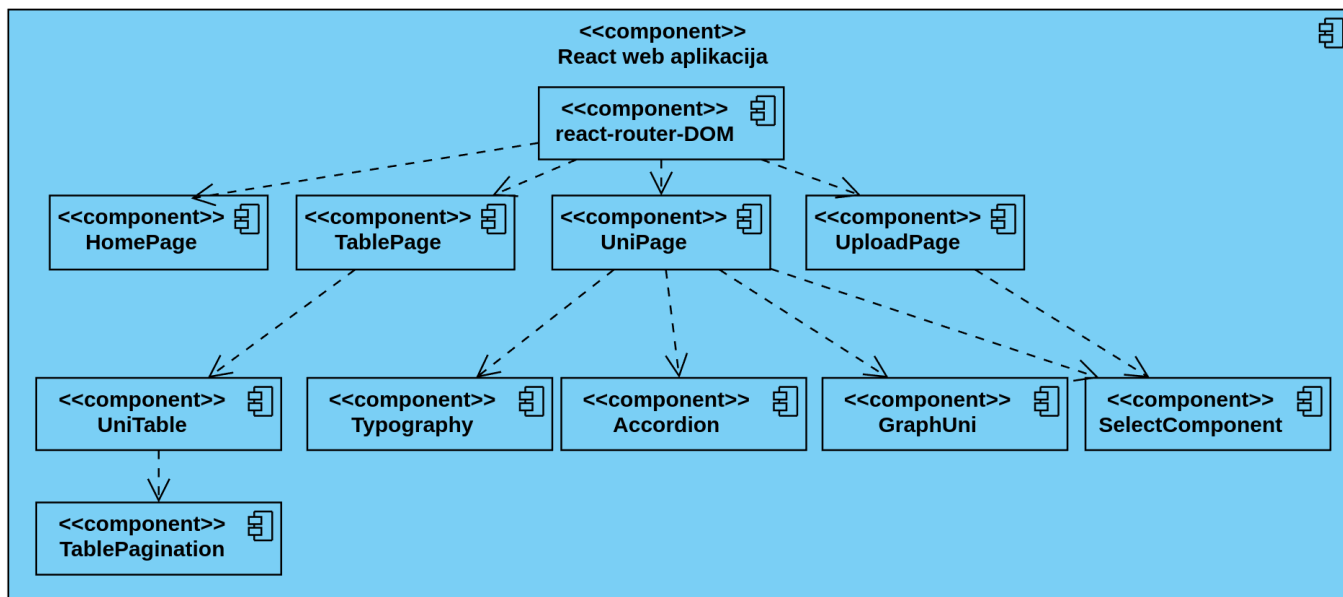 <<component>>
React web aplikacija
<<component>>
react-router-DOM
<<component>>
HomePage
<<component>>
TablePage
<<component>>
UniPage
<<component>>
UploadPage
<<component>>
UniTable
<<component>>
Typography
<<component>>
Accordion
<<component>>
GraphUni
<<component>>
SelectComponent
<<component>>
TablePagination